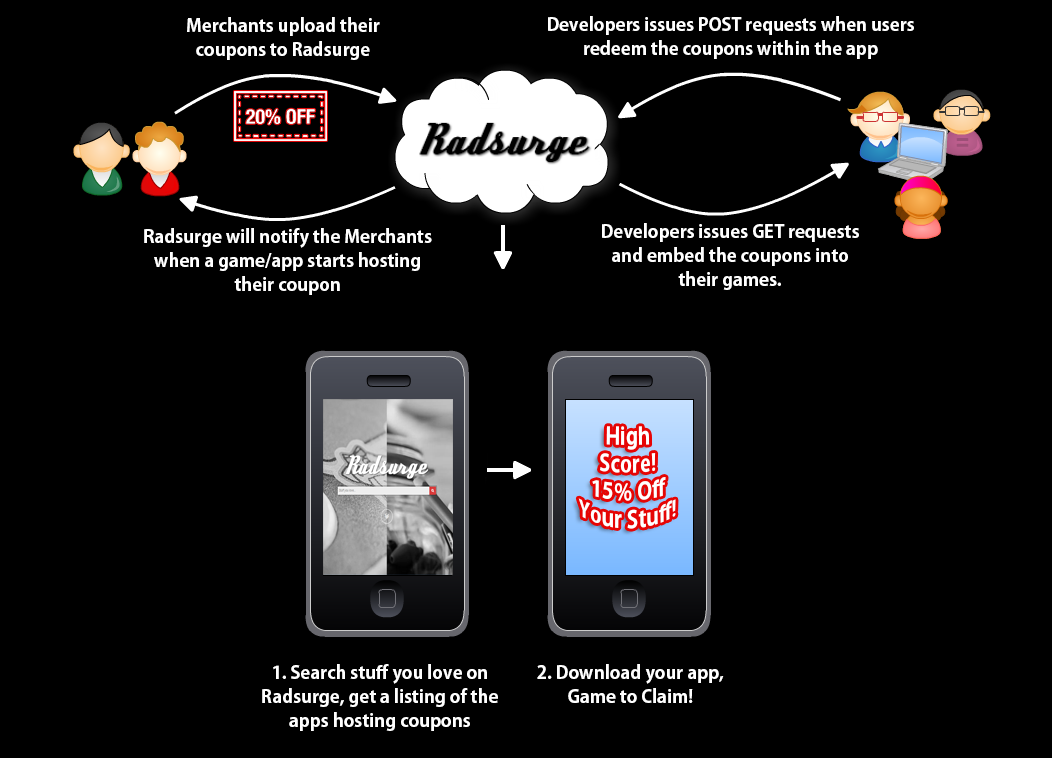 Merchants upload their
coupons to Radsurge
Developers issues POST requests when users
redeem the coupons within the app
20% OFF
Radsurge
Radsurge will notify the Merchants
when a game/app starts hosting
their coupon
Developers issues GET requests
and embed the coupons into
their games.
Radsurge
High
Score!
15% Off
Your Stuff!
1. Search stuff you love on
Radsurge, get a listing of the
apps hosting coupons
2. Download your app,
Game to Claim!